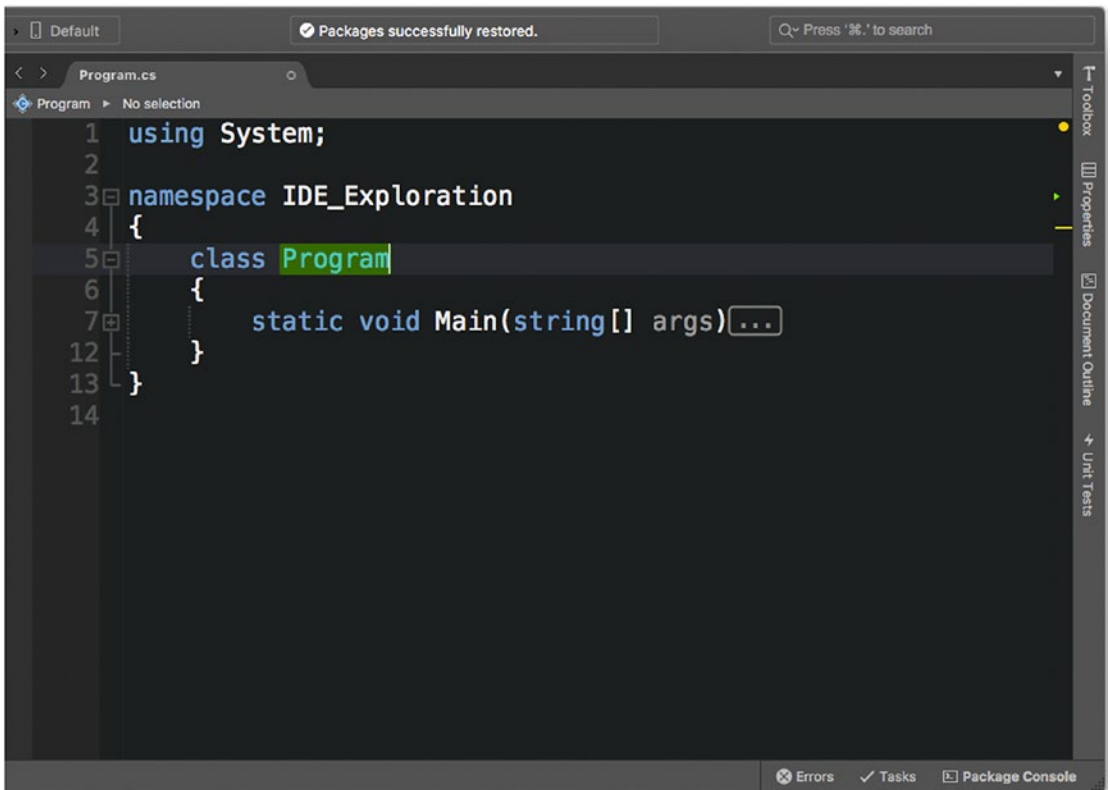 Default
Packages successfully restored.
Press '⌘.' to search
Program.cs
Program ▸ No selection
1 using System;
2
3 namespace IDE_Exploration
4 {
5 class Program
6 {
7 static void Main(string[] args)...
12 }
13 }
14
Toolbox
Properties
Document Outline
Unit Tests
Errors
Tasks
Package Console